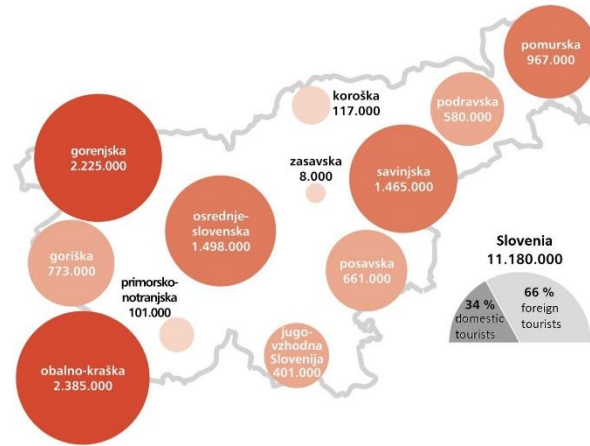 pomurska
967.000
koroška
117.000
podravska
580.000
gorenjska
2.225.000
zasavska
8.000
savinjska
1.465.000
osrednje-
slovenska
1.498.000
goriška
773.000
posavska
661.000
Slovenia
11.180.000
primorsko-
notranjska
101.000
34 %
domestic
tourists
66 %
foreign
tourists
jugo-
vzhodna
Slovenija
401.000
obalno-kraška
2.385.000